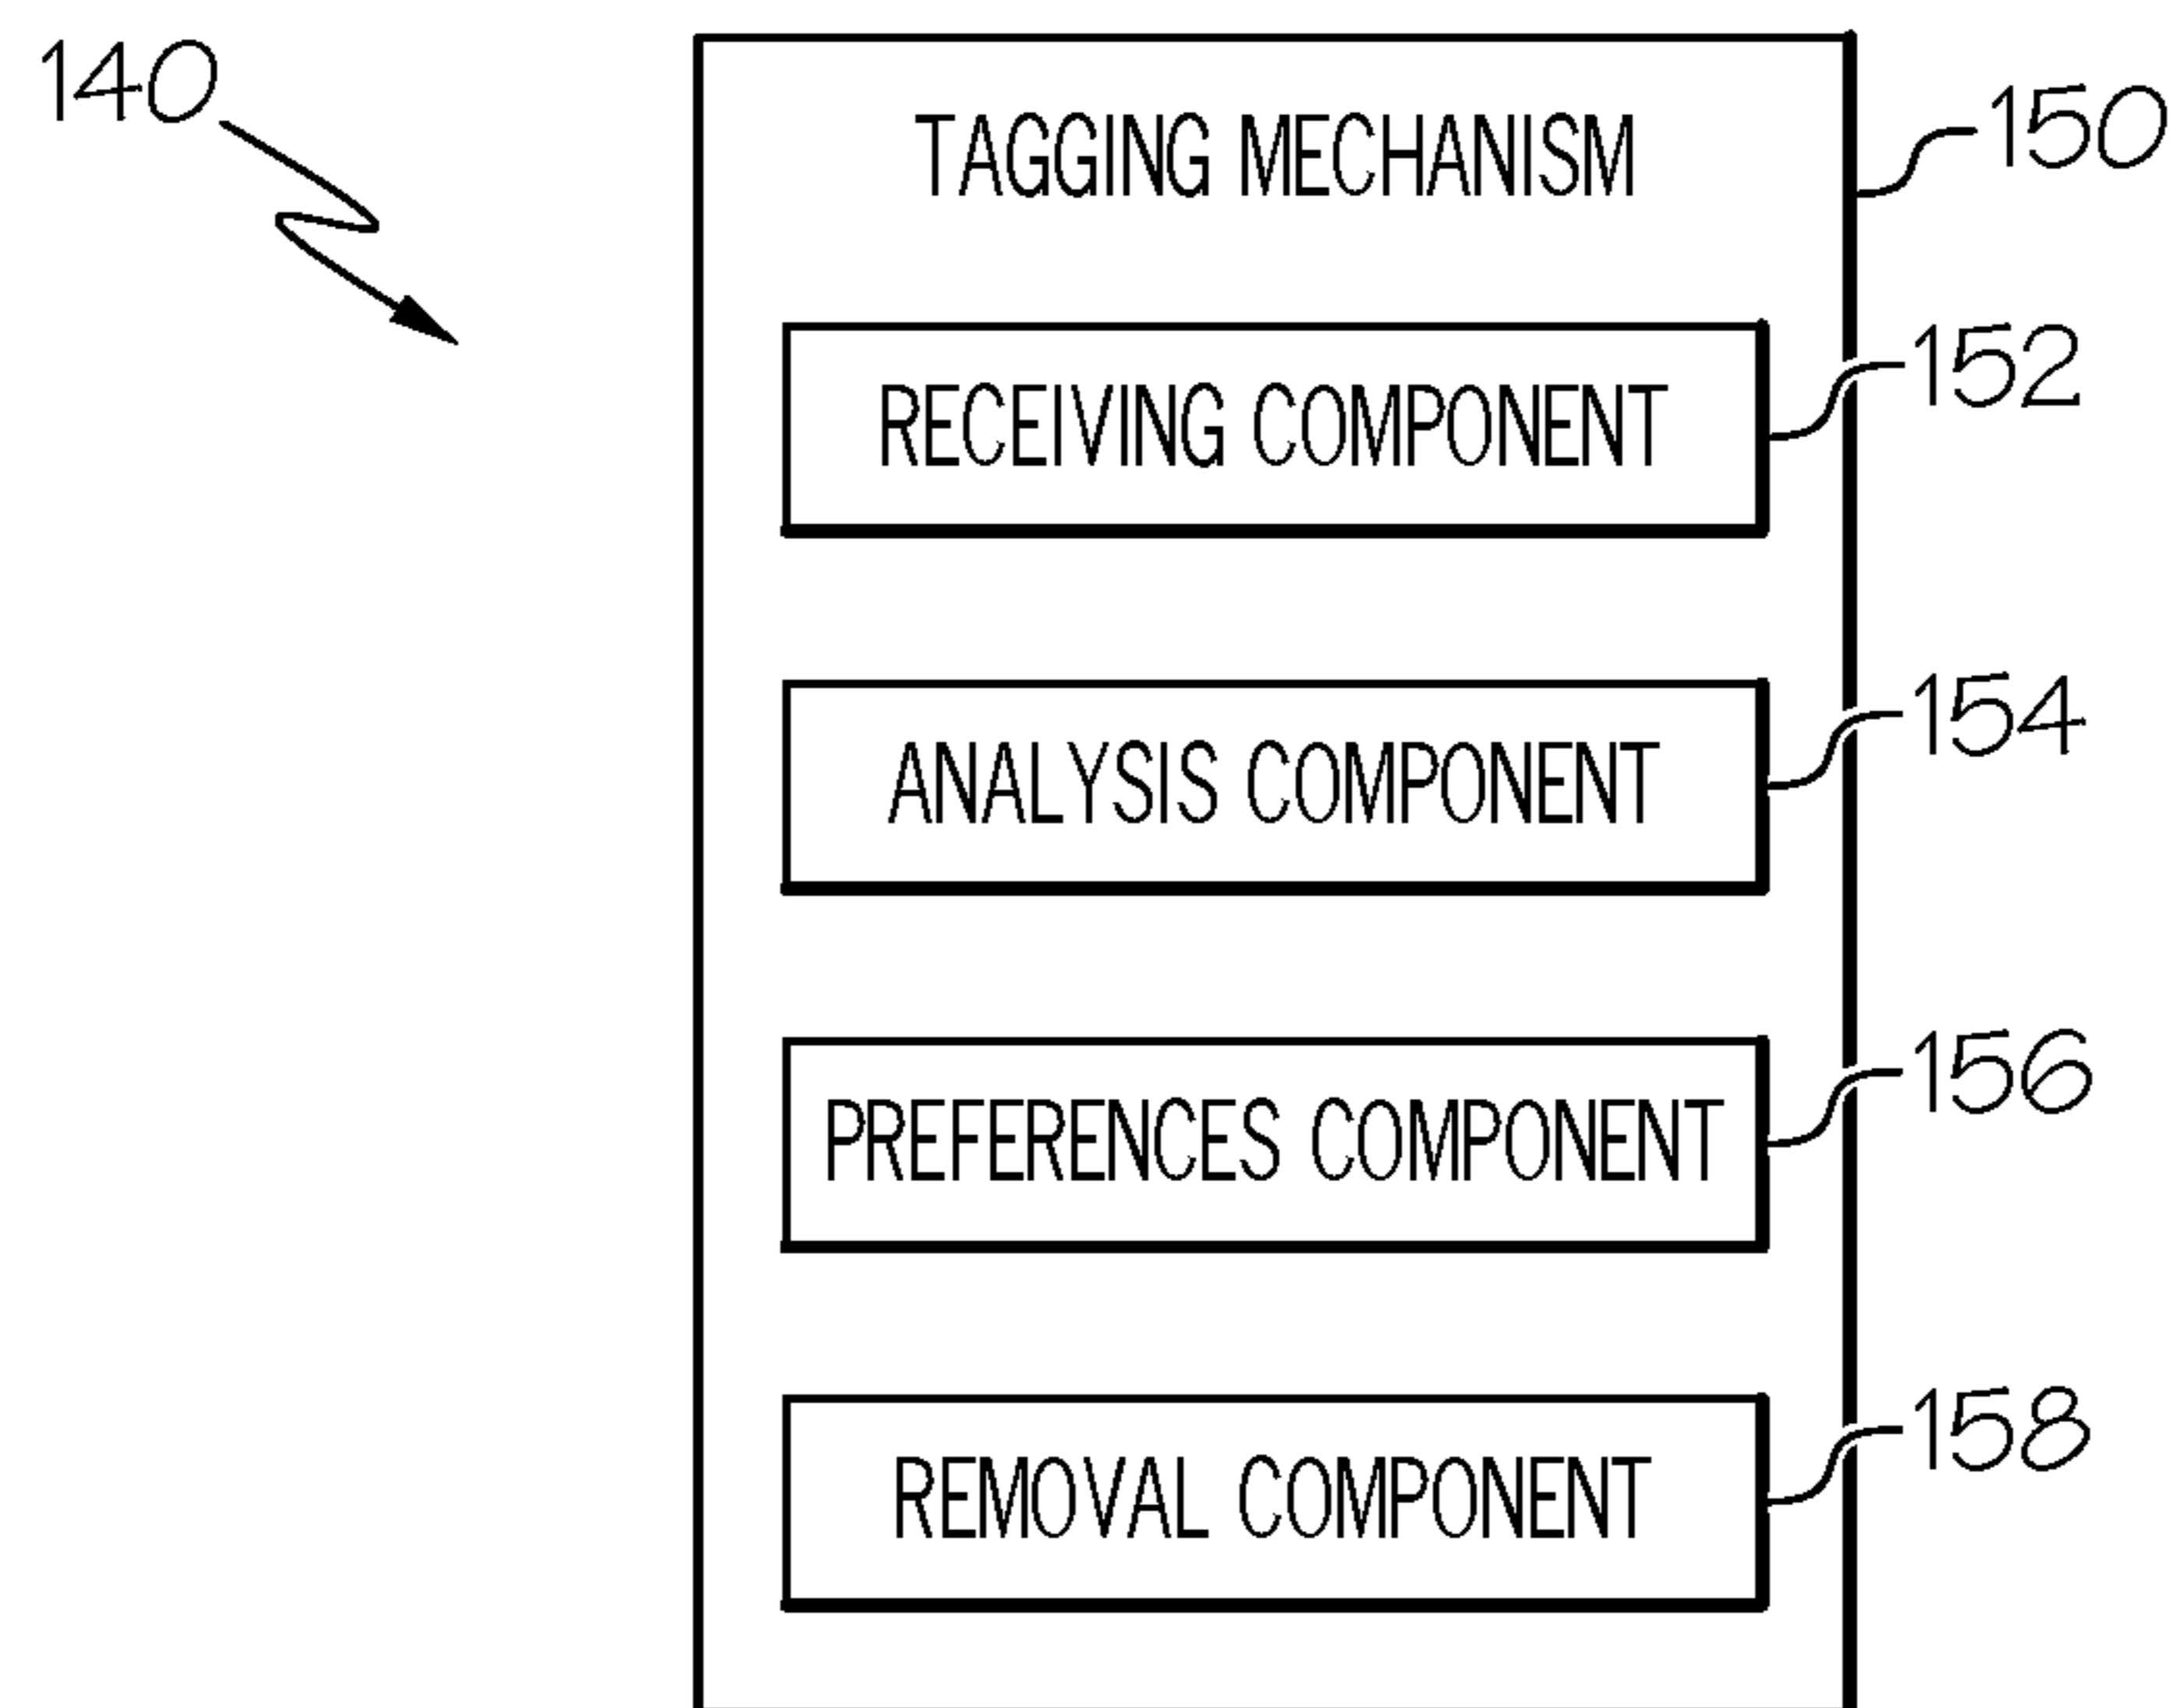 140
TAGGING MECHANISM
150
RECEIVING COMPONENT
152
ANALYSIS COMPONENT
154
PREFERENCES COMPONENT
156
REMOVAL COMPONENT
158